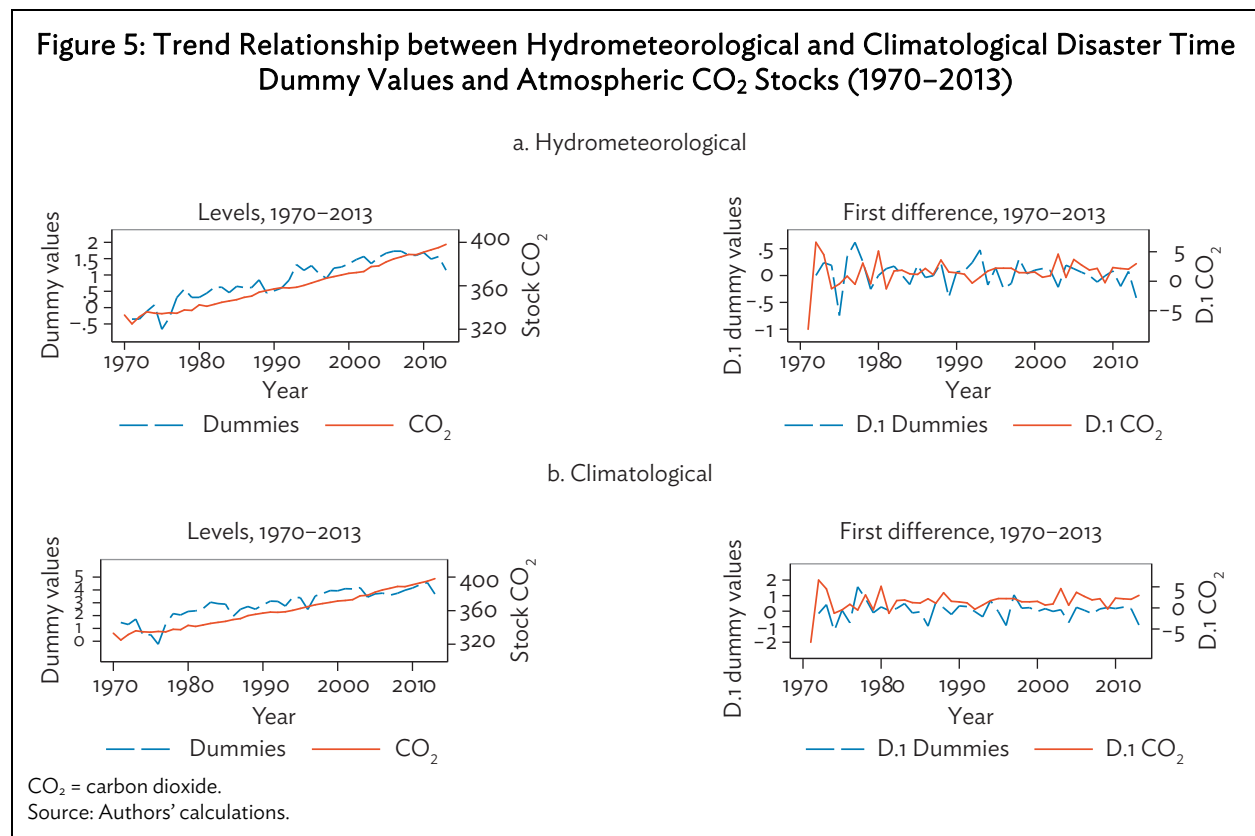 Figure 5: Trend Relationship between Hydrometeorological and Climatological Disaster Time
Dummy Values and Atmospheric CO₂ Stocks (1970–2013)
a. Hydrometeorological
Levels, 1970–2013
Dummy values
2
1.5
1
.5
0
−.5
400
360
320
Stock CO₂
1970 1980 1990 2000 2010
Year
Dummies CO₂
First difference, 1970–2013
D.1 dummy values
.5
0
−.5
−1
5
0
−5
D.1 CO₂
1970 1980 1990 2000 2010
Year
D.1 Dummies D.1 CO₂
b. Climatological
Levels, 1970–2013
Dummy values
5
4
3
2
1
0
400
360
320
Stock CO₂
1970 1980 1990 2000 2010
Year
Dummies CO₂
First difference, 1970–2013
D.1 dummy values
2
1
0
−1
−2
5
0
−5
D.1 CO₂
1970 1980 1990 2000 2010
Year
D.1 Dummies D.1 CO₂
CO₂ = carbon dioxide.
Source: Authors’ calculations.